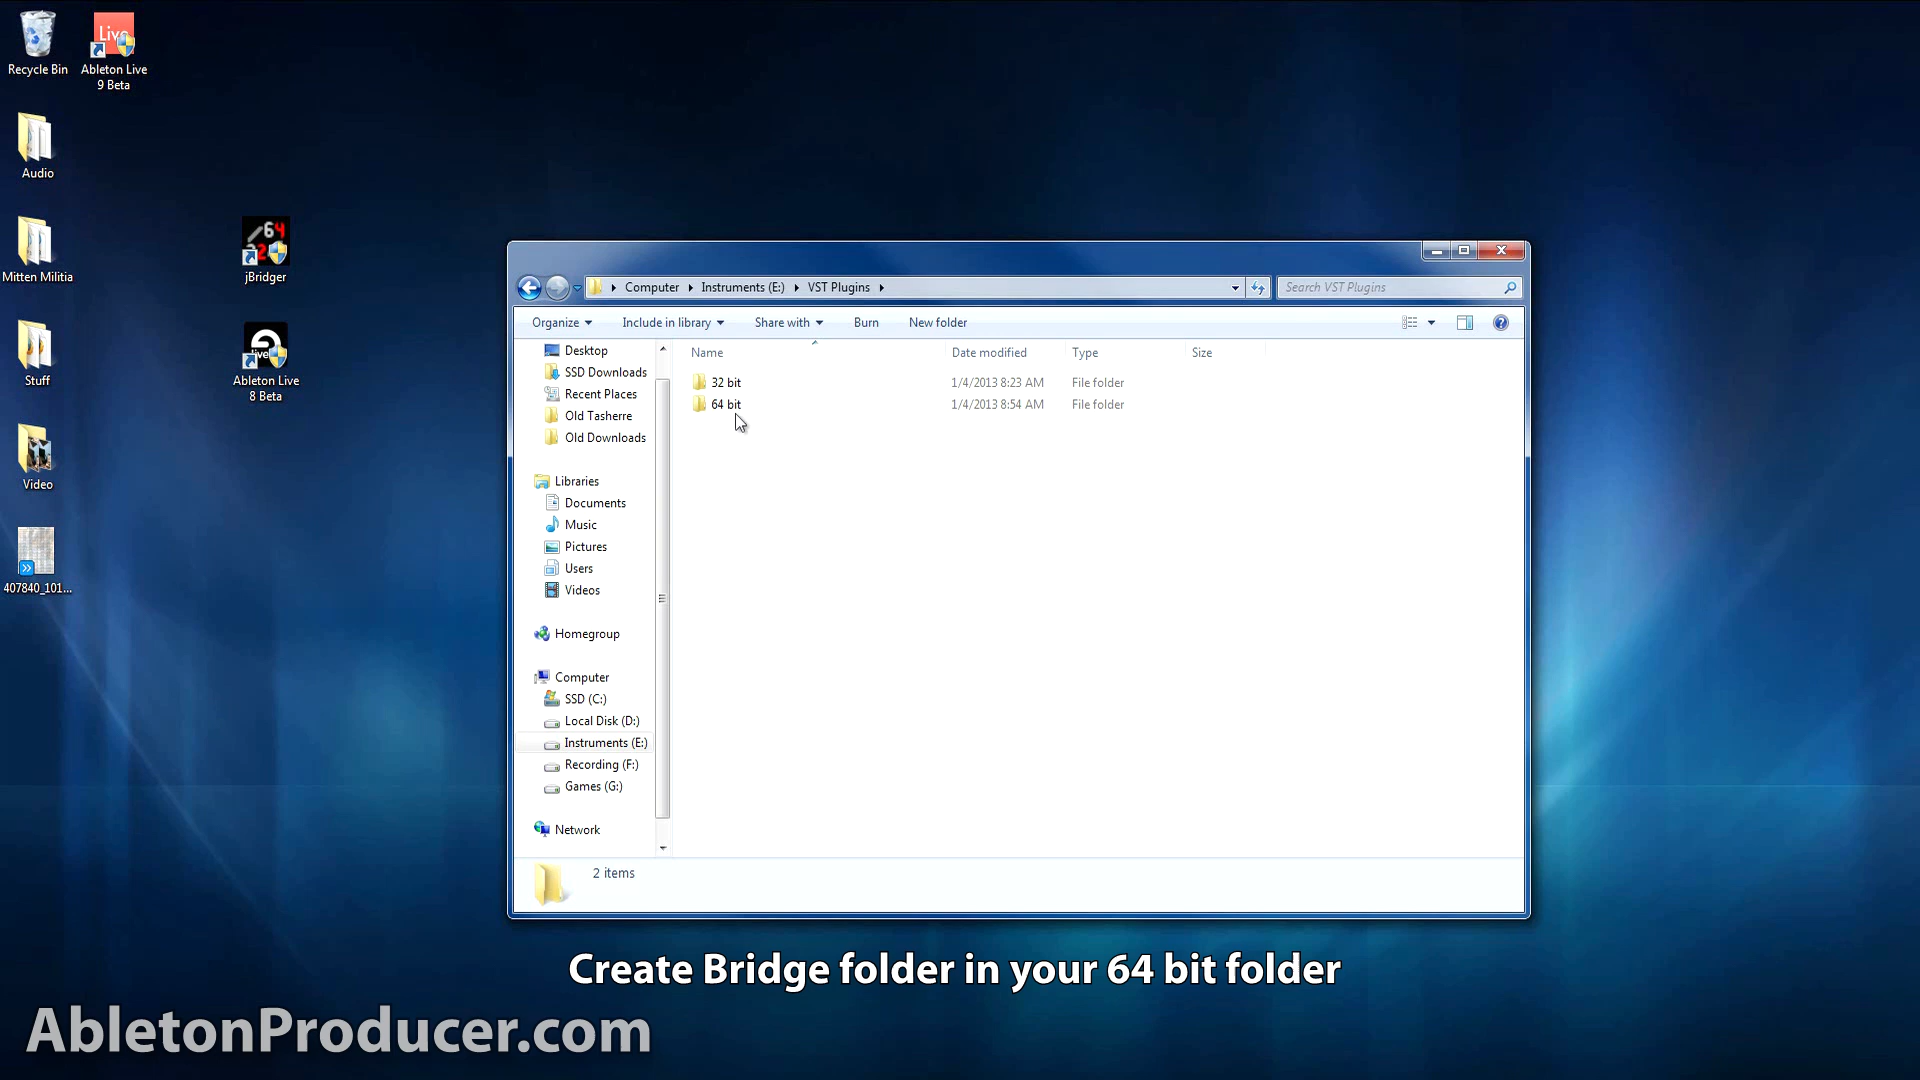 Recycle Bin
Ableton Live
9 Beta
Live
Audio
Mitten Militia
Stuff
Video
407840_101...
64
jBridger
live
Ableton Live
8 Beta
Computer
Instruments (E:)
VST Plugins
Search VST Plugins
Organize
Include in library
Share with
Burn
New folder
Desktop
SSD Downloads
Recent Places
Old Tasherre
Old Downloads
Libraries
Documents
Music
Pictures
Users
Videos
Homegroup
Computer
SSD (C:)
Local Disk (D:)
Instruments (E:)
Recording (F:)
Games (G:)
Network
Name Date modified Type Size
32 bit 1/4/2013 8:23 AM File folder
64 bit 1/4/2013 8:54 AM File folder
2 items
Create Bridge folder in your 64 bit folder
AbletonProducer.com